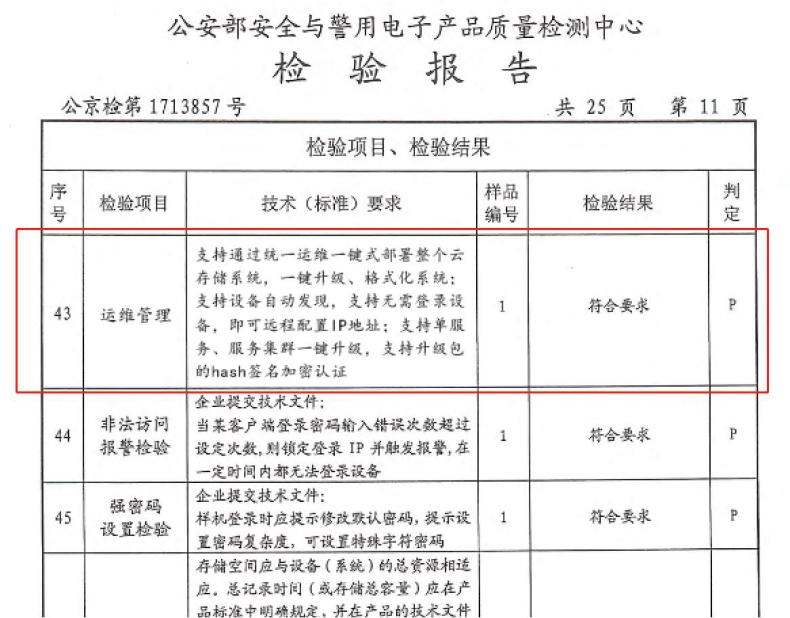 公安部安全与警用电子产品质量检测中心
检 验 报 告
公京检第 1713857 号 共 25 页 第 11 页
检验项目、检验结果
序号 检验项目 技术（标准）要求 样品编号 检验结果 判定
43 运维管理 1 符合要求 P
支持通过统一运维一键式部署整个云
存储系统，一键升级、格式化系统；
支持设备自动发现，支持无需登录设
备，即可远程配置IP地址；支持单服
务、服务集群一键升级，支持升级包
的hash签名加密认证
44 非法访问报警检验 1 符合要求 P
企业提交技术文件：
当某客户端登录密码输入错误次数超过
设定次数,则锁定登录 IP 并触发报警,在
一定时间内都无法登录设备
45 强密码设置检验 1 符合要求 P
企业提交技术文件：
样机登录时应提示修改默认密码，提示设
置密码复杂度，可设置特殊字符密码
存储空间应与设备（系统）的总资源相适
应。总记录时间（或存储总容量）应在产
品标准中明确规定，并在产品的技术文件